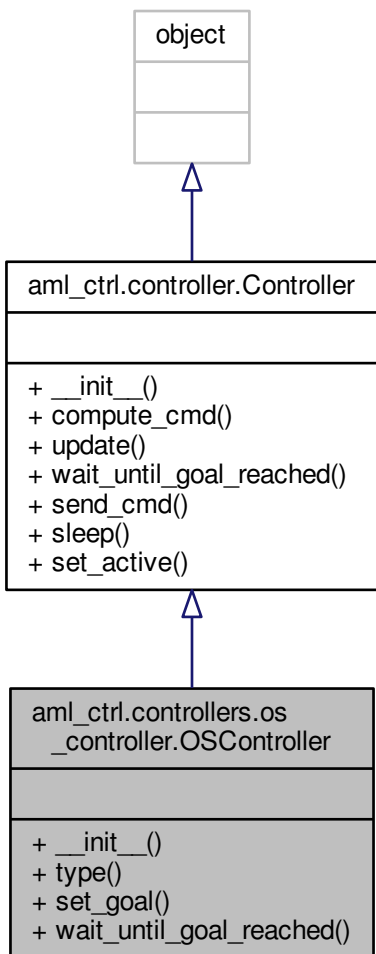 object
aml_ctrl.controller.Controller
+ __init__()
+ compute_cmd()
+ update()
+ wait_until_goal_reached()
+ send_cmd()
+ sleep()
+ set_active()
aml_ctrl.controllers.os
_controller.OSController
+ __init__()
+ type()
+ set_goal()
+ wait_until_goal_reached()